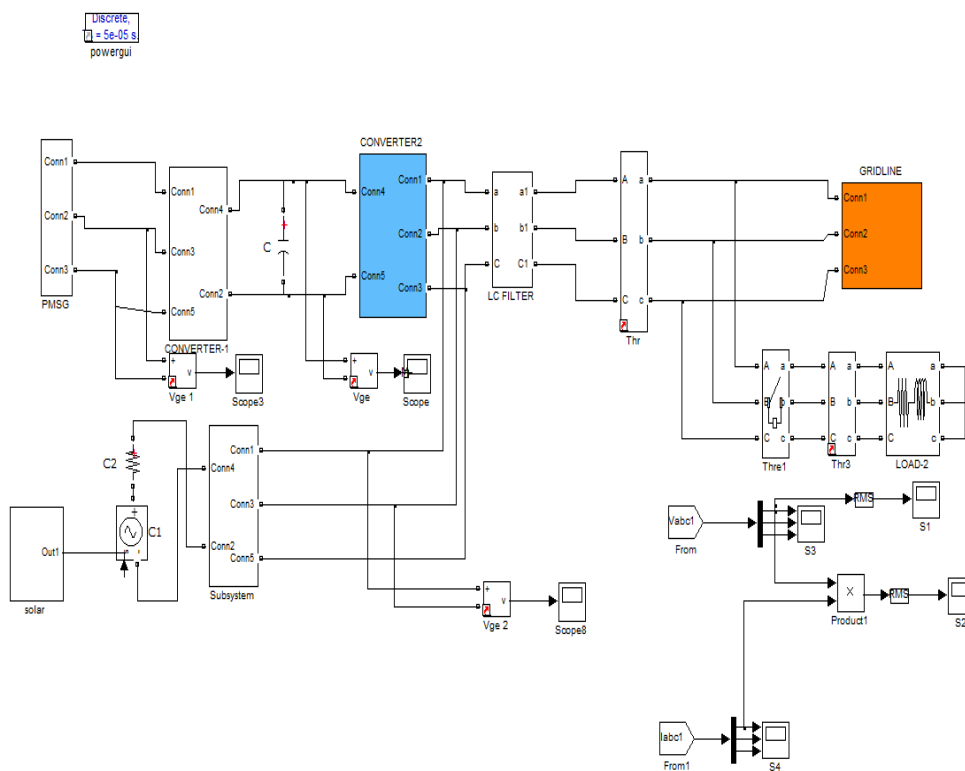 Discrete,
= 5e-05 s.
powergui
PMSG
Conn1
Conn2
Conn3
CONVERTER-1
Conn1
Conn3
Conn5
Conn4
Conn2
C
CONVERTER2
Conn4
Conn5
Conn1
Conn2
Conn3
LC FILTER
a a1
b b1
C C1
Thr
A a
B b
C c
GRIDLINE
Conn1
Conn2
Conn3
+
v
Vge 1
Scope3
+
v
Vge
Scope
A a
B b
C c
Thre1
A a
B b
C c
Thr3
A a
B b
C c
LOAD-2
C2
+
C1
Out1
solar
Conn4
Conn2
Conn1
Conn3
Conn5
Subsystem
+
v
Vge 2
Scope8
Vabc1
From
S3
RMS
S1
X
Product1
RMS
S2
Iabc1
From1
S4